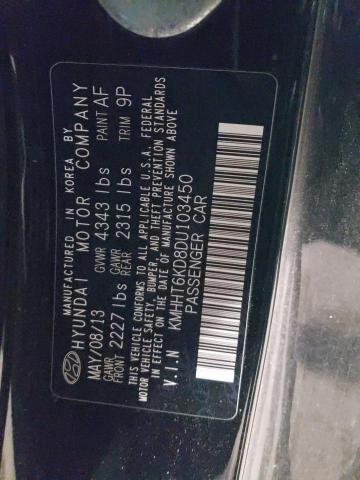 MANUFACTURED IN KOREA BY
HYUNDAI MOTOR COMPANY
MAY/08/13 GVWR 4343 lbs PAINT AF
GAWR FRONT 2227 lbs GAWR REAR 2315 lbs TRIM 9P
THIS VEHICLE CONFORMS TO ALL APPLICABLE U.S.A. FEDERAL
MOTOR VEHICLE SAFETY, BUMPER, AND THEFT PREVENTION STANDARDS
IN EFFECT ON THE DATE OF MANUFACTURE SHOWN ABOVE
V I N KMHHT6KD8DU103450
PASSENGER CAR